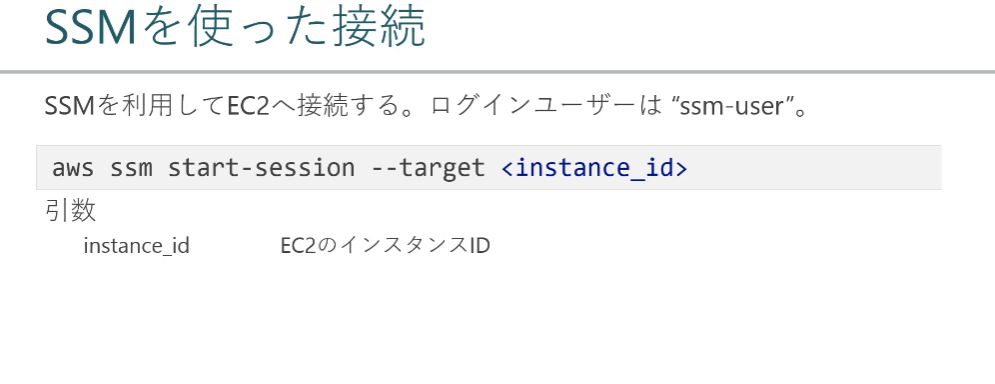 SSMを使った接続
SSMを利用してEC2へ接続する。ログインユーザーは “ssm-user”。
aws ssm start-session --target <instance_id>
引数
instance_id EC2のインスタンスID